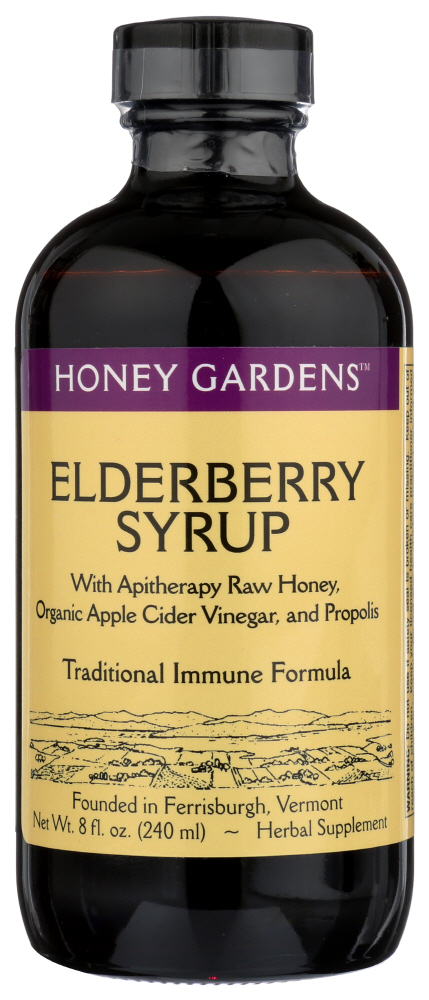 HONEY GARDENS™
ELDERBERRY
SYRUP
With Apitherapy Raw Honey,
Organic Apple Cider Vinegar, and Propolis
Traditional Immune Formula
Founded in Ferrisburgh, Vermont
Net Wt. 8 fl. oz. (240 ml) ~ Herbal Supplement